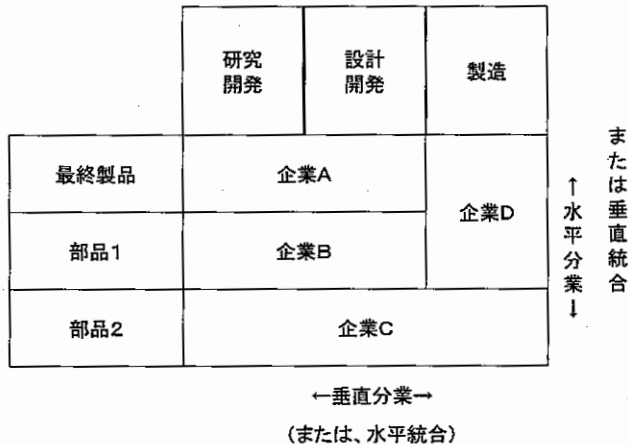 研究
開発
設計
開発
製造
最終製品
企業A
企業D
部品1
企業B
部品2
企業C
↑水平分業↓
または垂直統合
←垂直分業→
(または、水平統合)